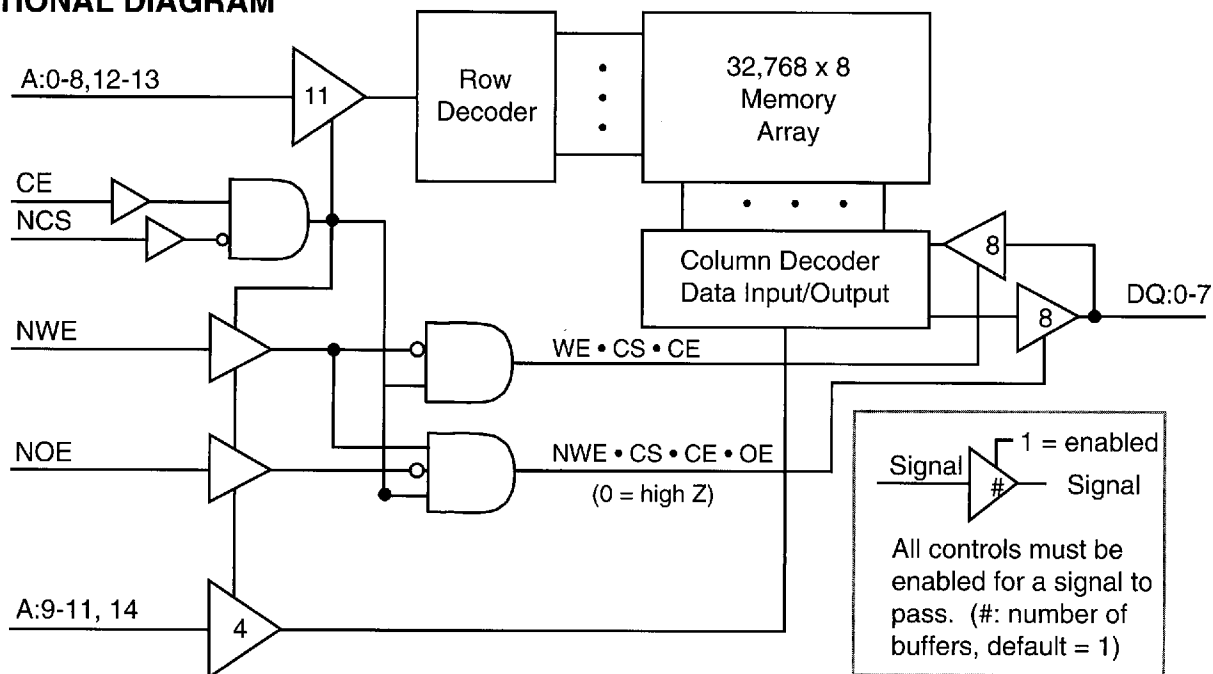 TIONAL DIAGRAM
A:0-8,12-13
11
Row
Decoder
32,768 x 8
Memory
Array
CE
NCS
Column Decoder
Data Input/Output
8
8
DQ:0-7
NWE
WE • CS • CE
NOE
NWE • CS • CE • OE
(0 = high Z)
A:9-11, 14
4
1 = enabled
Signal
#
Signal
All controls must be
enabled for a signal to
pass. (#: number of
buffers, default = 1)